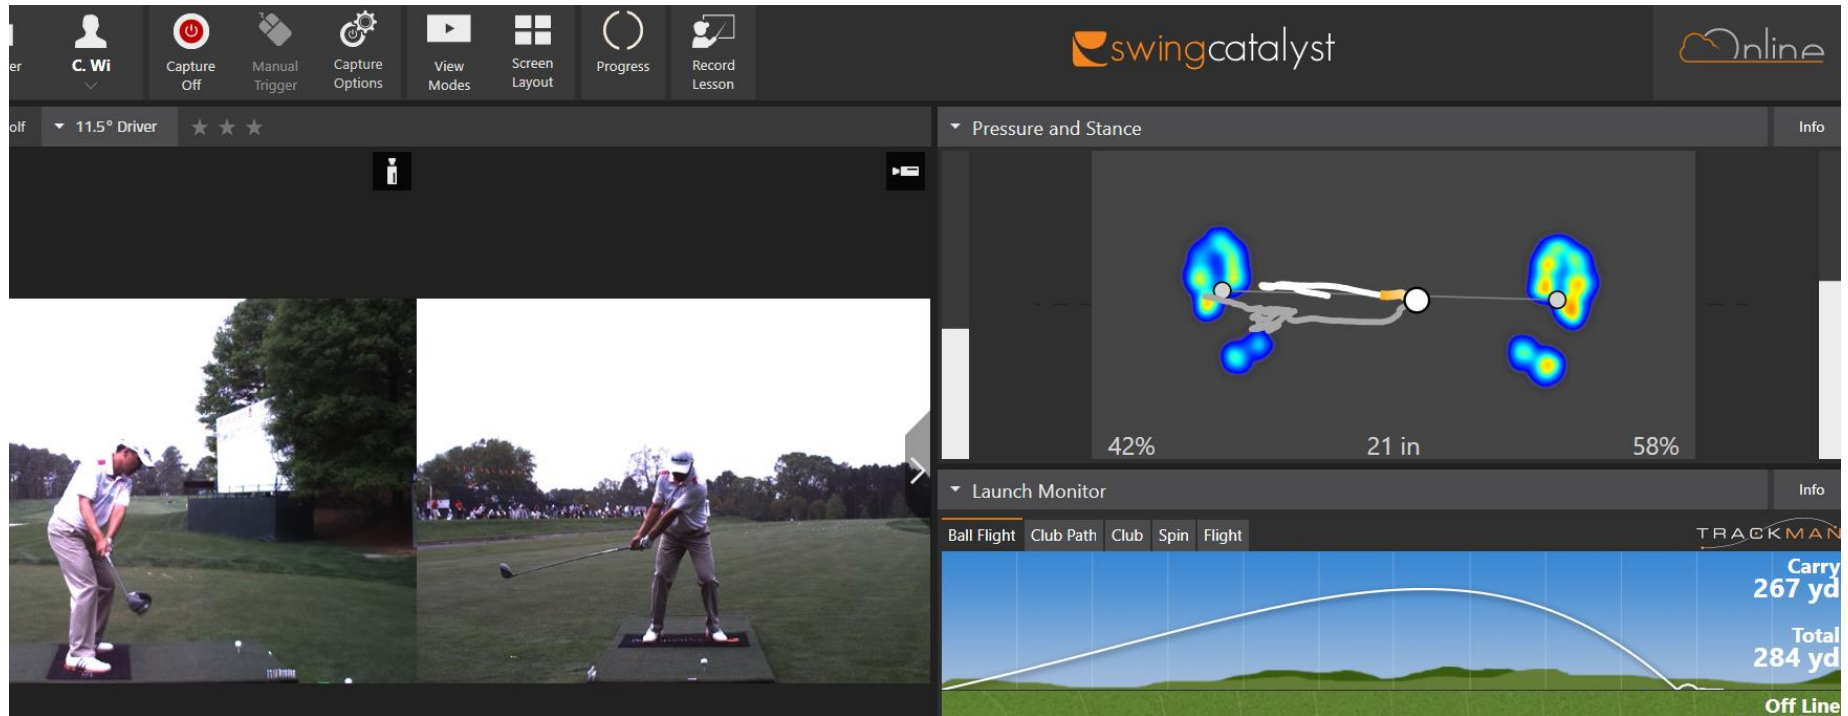 er
C. Wi
Capture
Off
Manual
Trigger
Capture
Options
View
Modes
Screen
Layout
Progress
Record
Lesson
swingcatalyst
Online
olf
11.5° Driver
Pressure and Stance
Info
42%
21 in
58%
Launch Monitor
Info
Ball Flight
Club Path
Club
Spin
Flight
TRACKMAN
Carry
267 yd
Total
284 yd
Off Line